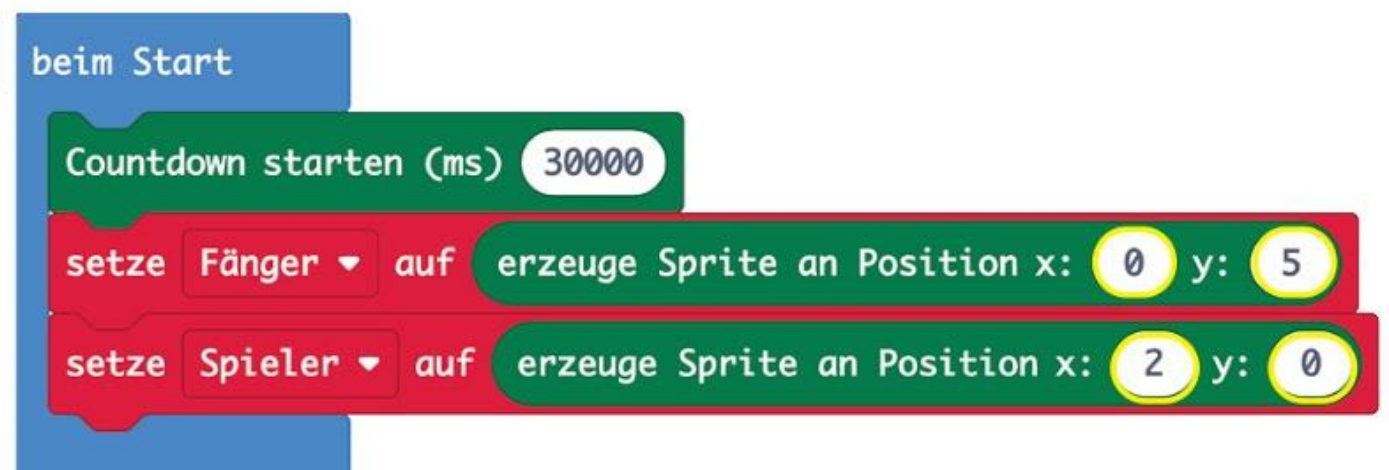 beim Start
Countdown starten (ms) 30000
setze Fänger auf erzeuge Sprite an Position x: 0 y: 5
setze Spieler auf erzeuge Sprite an Position x: 2 y: 0